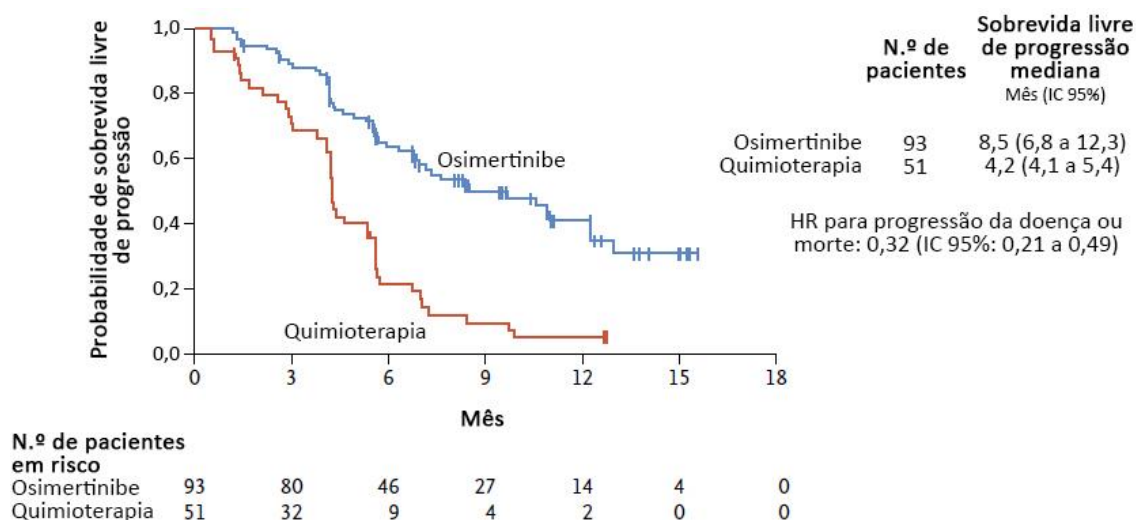 Probabilidade de sobrevida livre
de progressão
1,0
0,8
0,6
0,4
0,2
0,0
Osimertinibe
Quimioterapia
0 3 6 9 12 15 18
Mês
N.º de
pacientes
Sobrevida livre
de progressão
mediana
Mês (IC 95%)
Osimertinibe 93 8,5 (6,8 a 12,3)
Quimioterapia 51 4,2 (4,1 a 5,4)
HR para progressão da doença ou
morte: 0,32 (IC 95%: 0,21 a 0,49)
N.º de pacientes
em risco
Osimertinibe 93 80 46 27 14 4 0
Quimioterapia 51 32 9 4 2 0 0